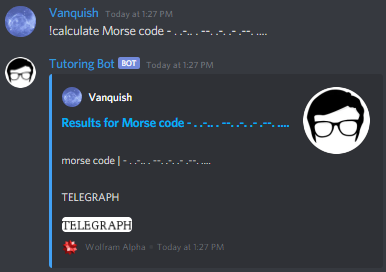 Vanquish Today at 1:27 PM
!calculate Morse code - . .-.. . --. .-. .- .--. ....
Tutoring Bot BOT Today at 1:27 PM
Vanquish
Results for Morse code - . .-.. . --. .-. .- .--. ....
morse code | - . .-.. . --. .-. .- .--. ....
TELEGRAPH
TELEGRAPH
Wolfram Alpha • Today at 1:27 PM